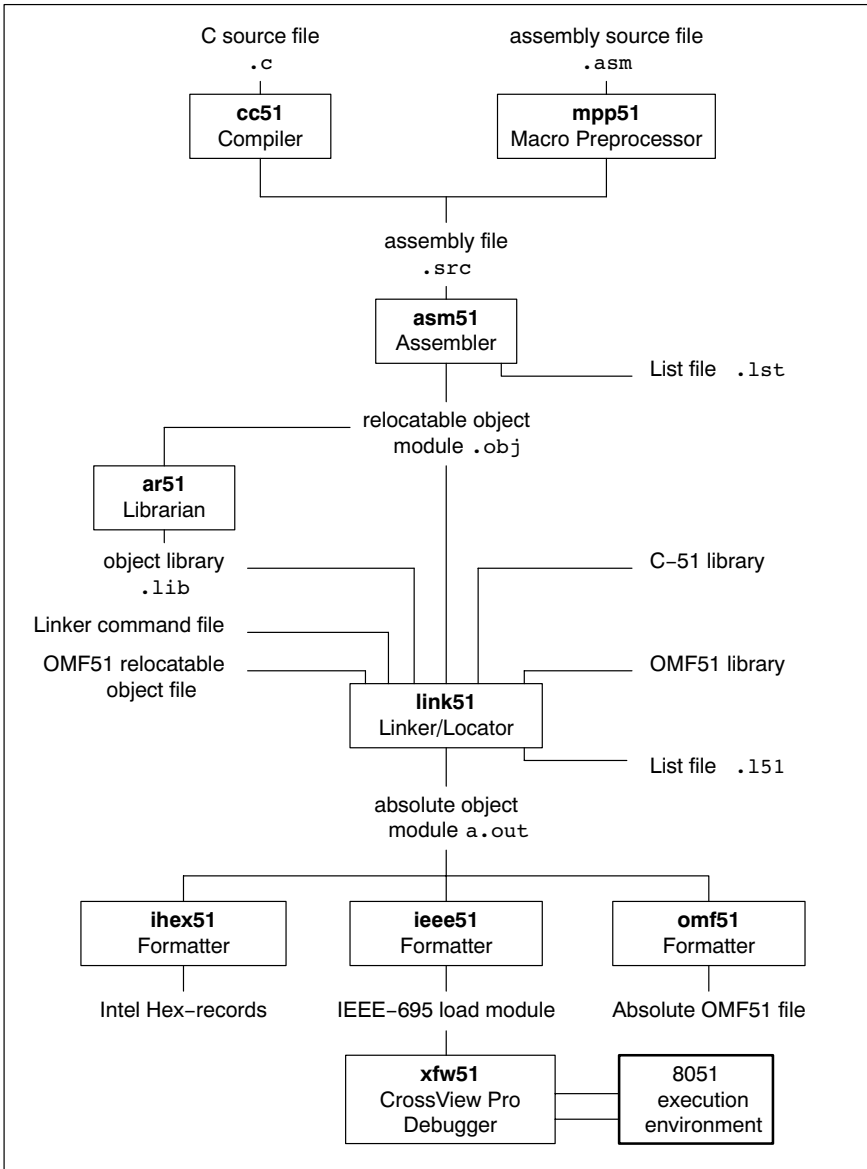 C source file
.c
assembly source file
.asm
cc51
Compiler
mpp51
Macro Preprocessor
assembly file
.src
asm51
Assembler
List file .lst
relocatable object
module .obj
ar51
Librarian
object library
.lib
C−51 library
Linker command file
OMF51 relocatable
object file
OMF51 library
link51
Linker/Locator
List file .l51
absolute object
module a.out
ihex51
Formatter
ieee51
Formatter
omf51
Formatter
Intel Hex−records
IEEE−695 load module
Absolute OMF51 file
xfw51
CrossView Pro
Debugger
8051
execution
environment